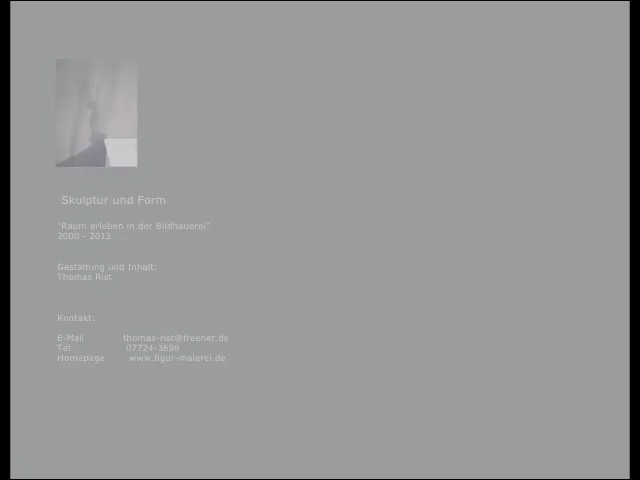 Skulptur und Form
"Raum erleben in der Bildhauerei"
2000 - 2012
Gestaltung und Inhalt:
Thomas Rist
Kontakt:
E-Mail thomas-rist@freenet.de
Tel 07724-3696
Homepage www.figur-malerei.de